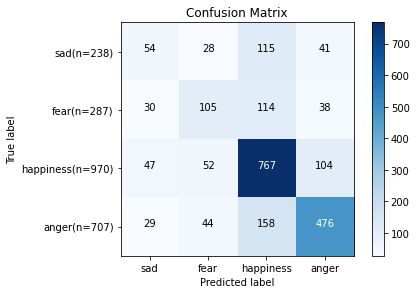 Confusion Matrix
sad(n=238) 54 28 115 41
fear(n=287) 30 105 114 38
happiness(n=970) 47 52 767 104
anger(n=707) 29 44 158 476
sad fear happiness anger
Predicted label
True label
700
600
500
400
300
200
100